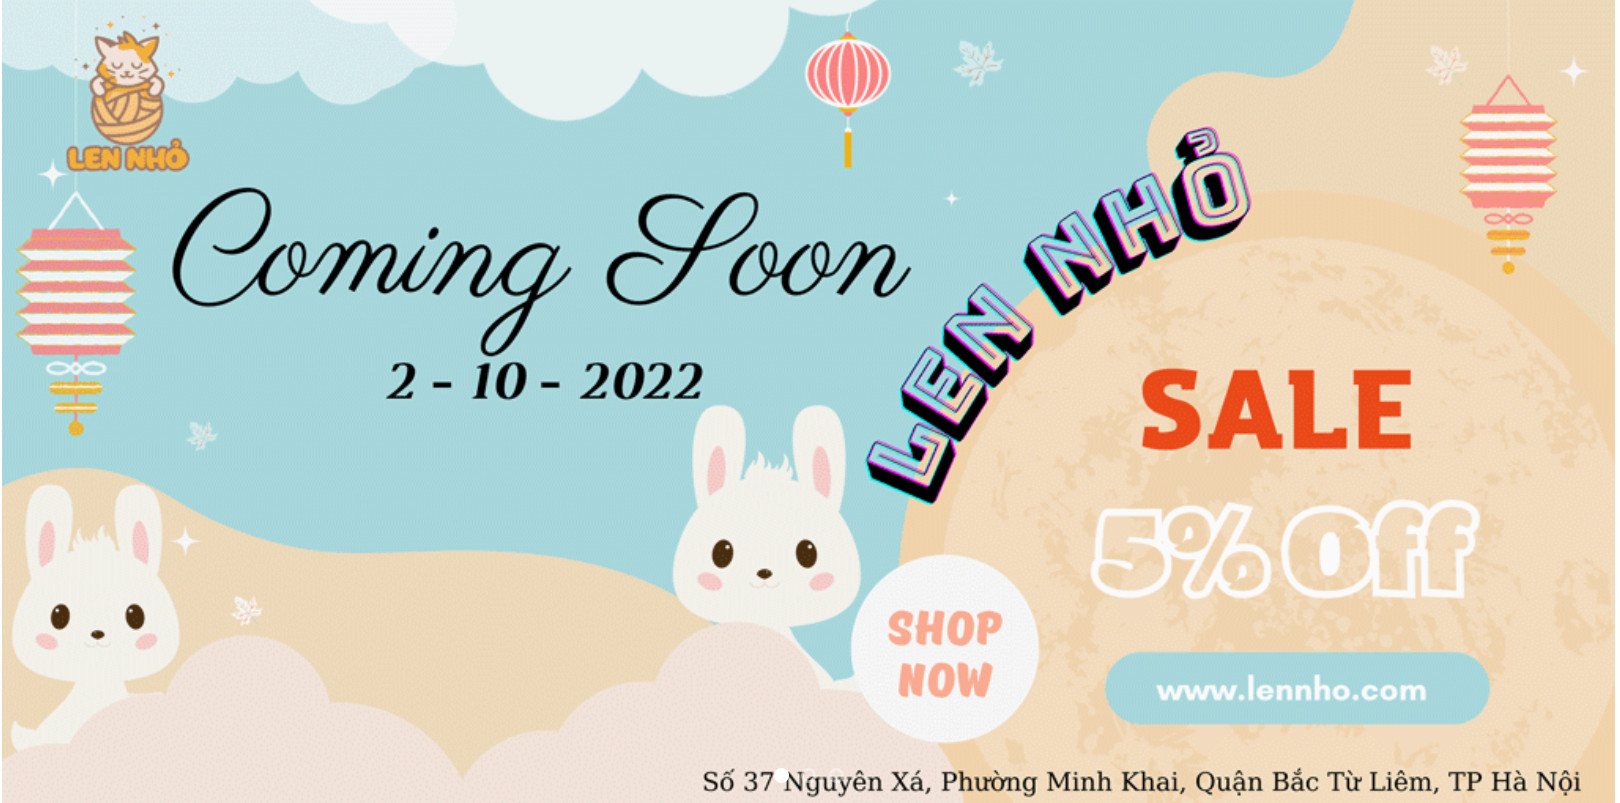 LEN NHỎ
Coming Soon
2 - 10 - 2022
LEN NHỎ
SALE
5% Off
SHOP
NOW
www.lennho.com
Số 37 Nguyên Xá, Phường Minh Khai, Quận Bắc Từ Liêm, TP Hà Nội